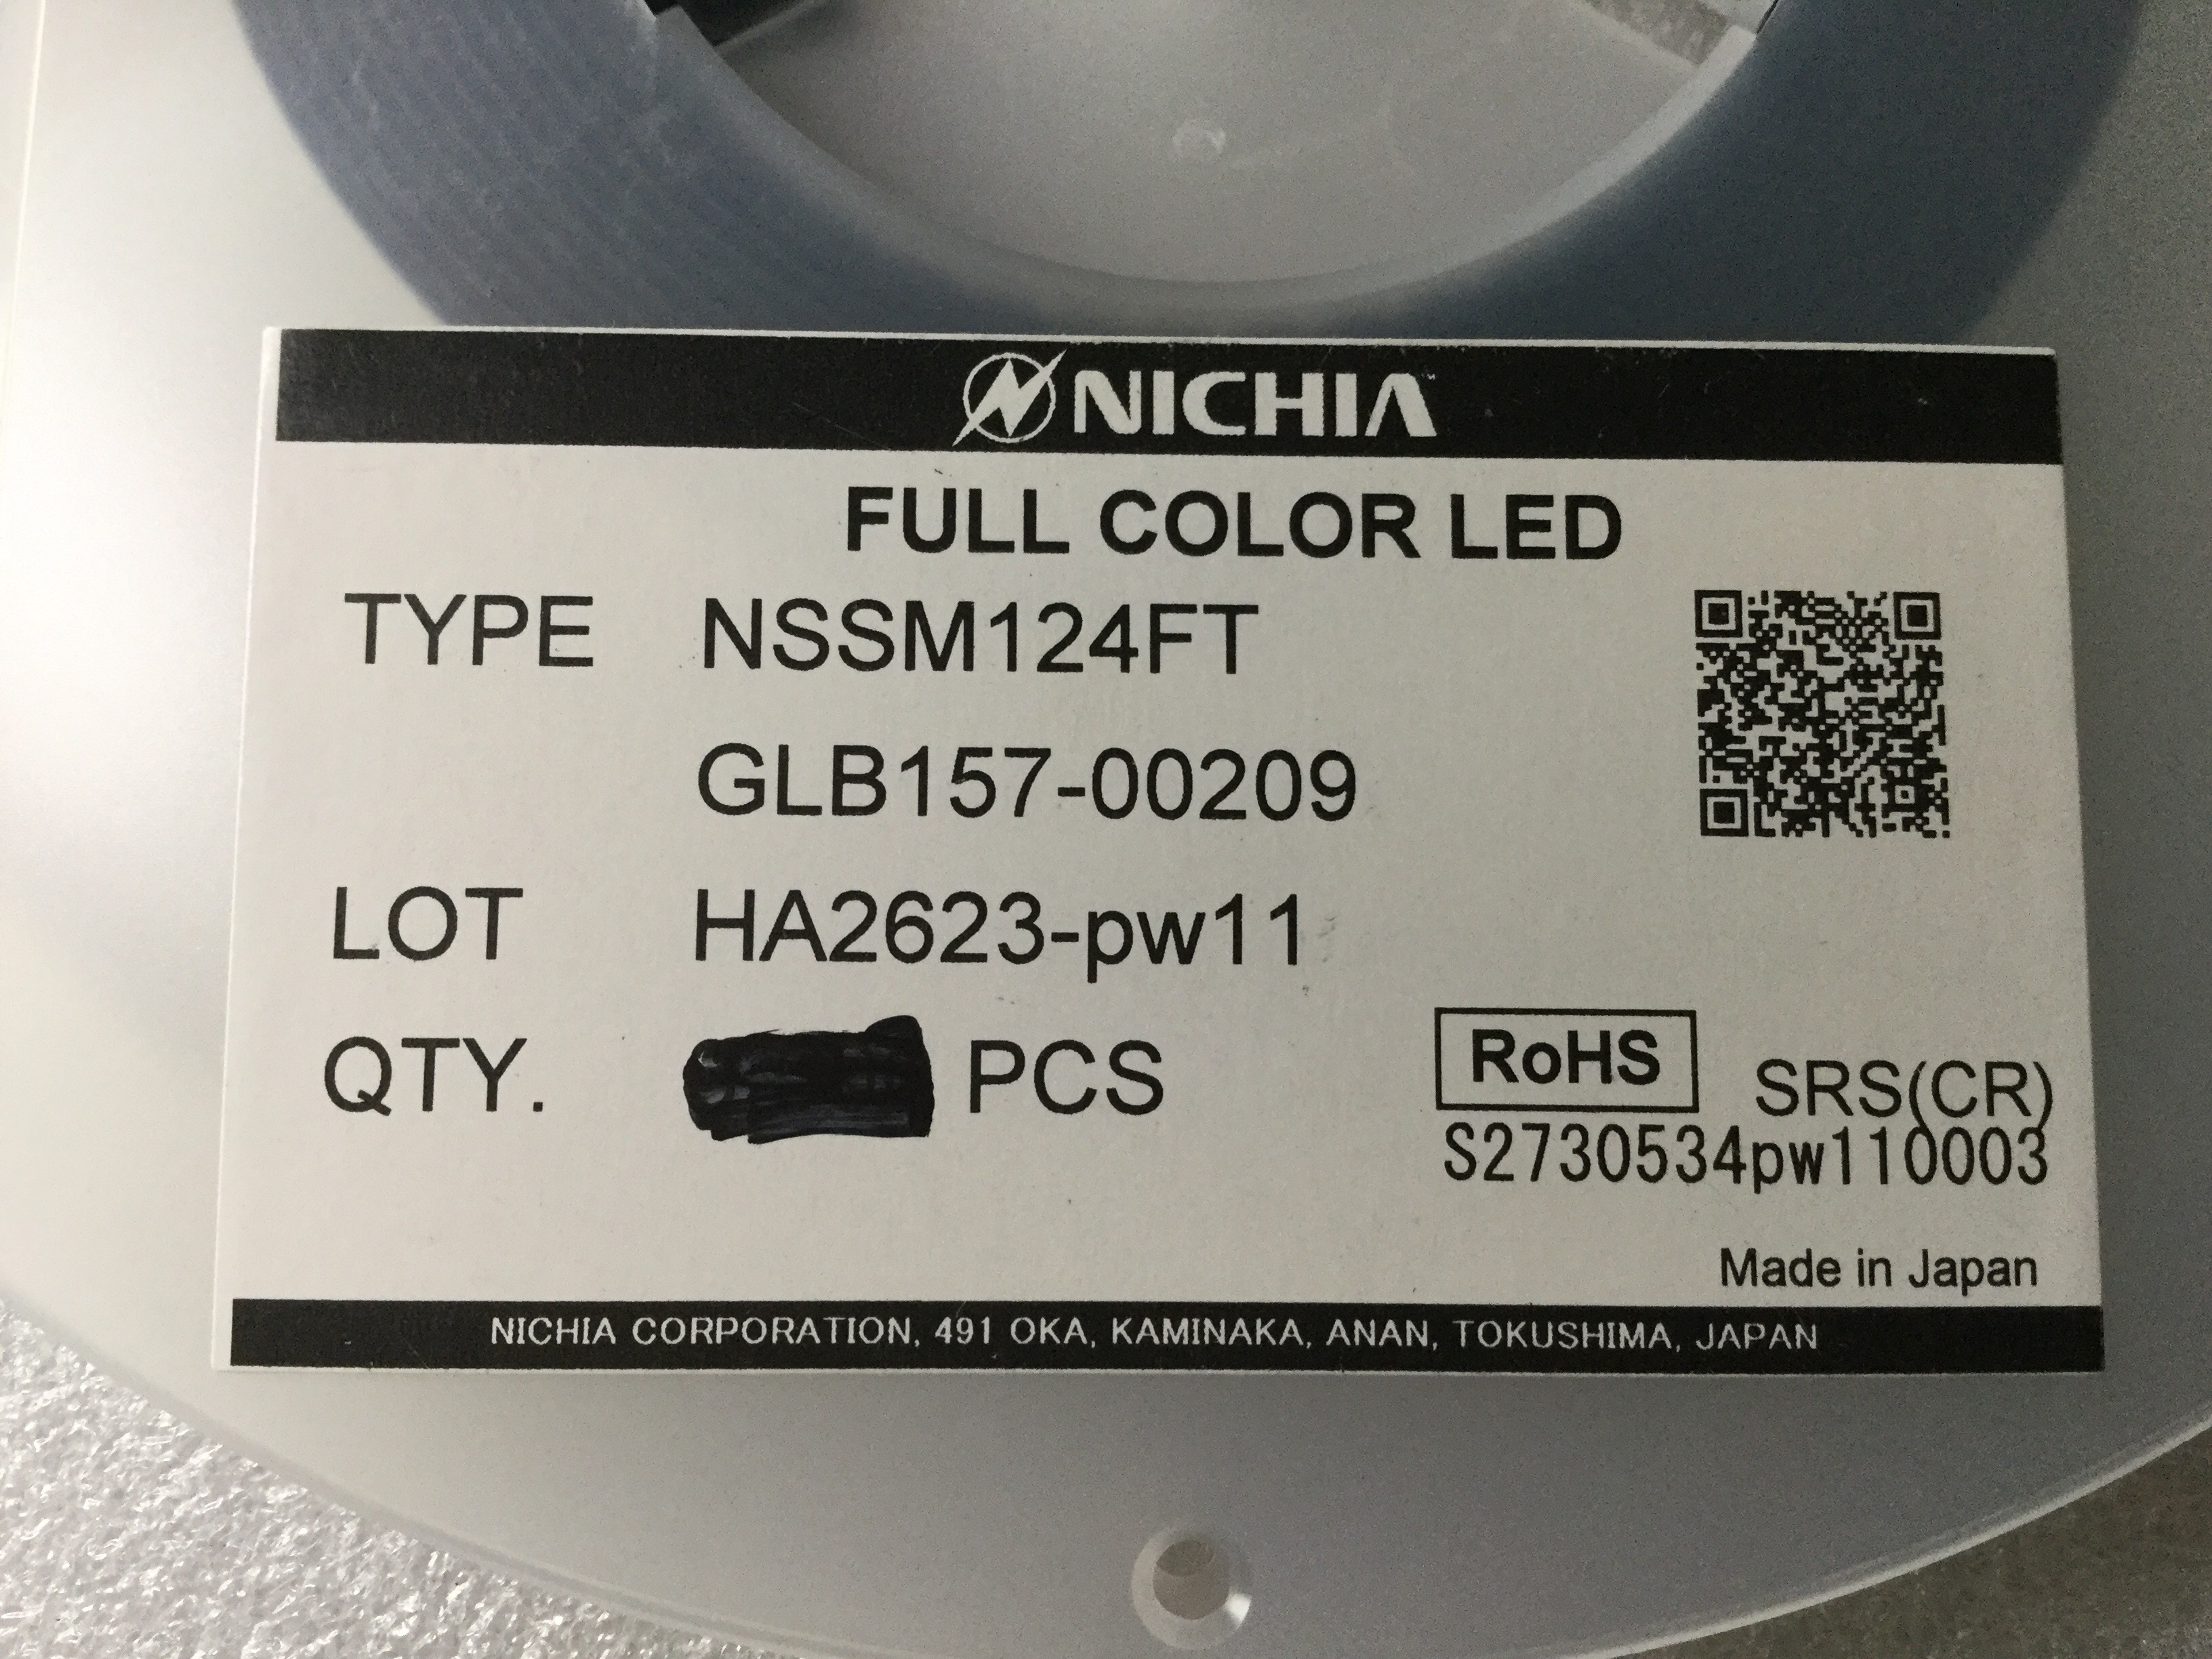 NICHIA
FULL COLOR LED
TYPE NSSM124FT
GLB157-00209
LOT HA2623-pw11
QTY. PCS
RoHS SRS(CR)
S2730534pw110003
Made in Japan
NICHIA CORPORATION, 491 OKA, KAMINAKA, ANAN, TOKUSHIMA, JAPAN